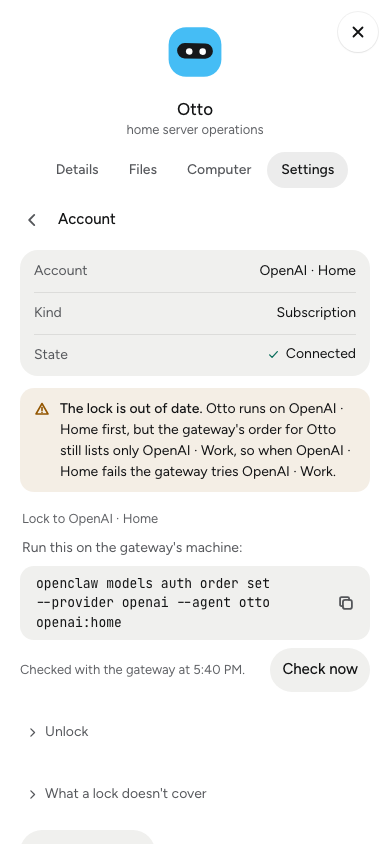 Otto
home server operations
Details Files Computer Settings
Account
Account OpenAI · Home
Kind Subscription
State Connected
The lock is out of date. Otto runs on OpenAI ·
Home first, but the gateway's order for Otto
still lists only OpenAI · Work, so when OpenAI ·
Home fails the gateway tries OpenAI · Work.
Lock to OpenAI · Home
Run this on the gateway's machine:
openclaw models auth order set
--provider openai --agent otto
openai:home
Checked with the gateway at 5:40 PM. Check now
Unlock
What a lock doesn't cover